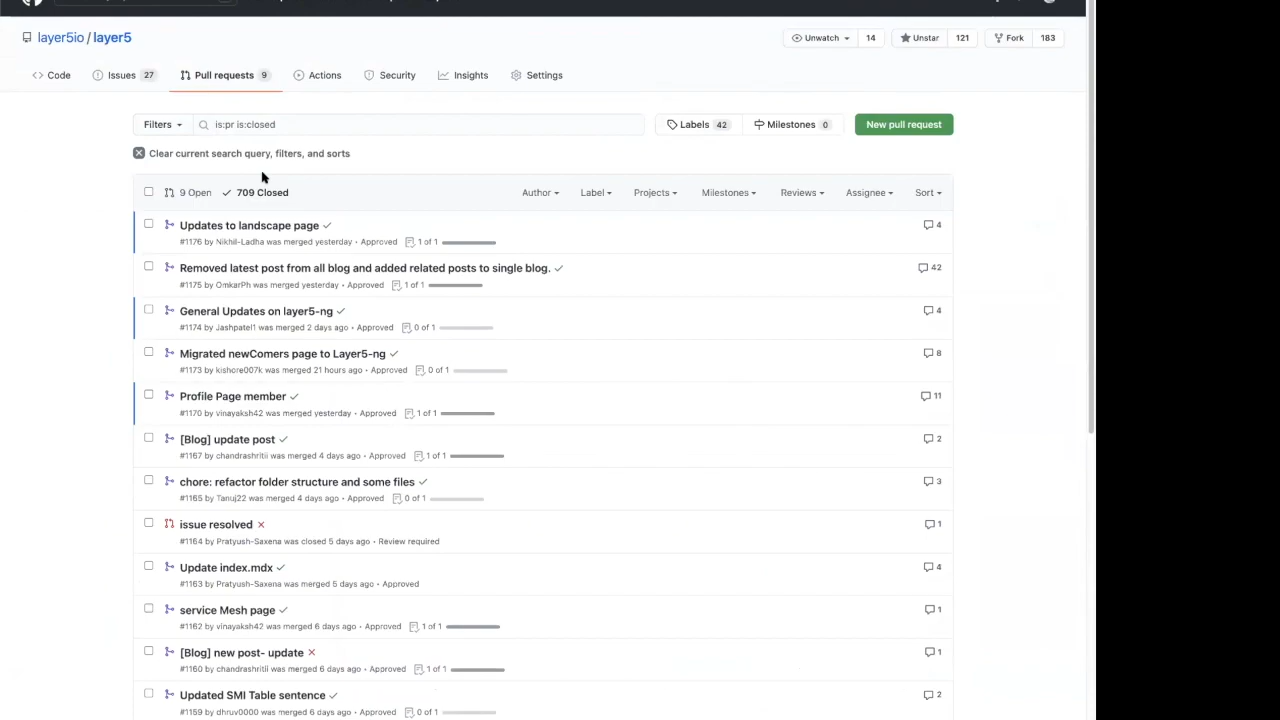 layer5io / layer5
Unwatch 14 Unstar 121 Fork 183
Code Issues 27 Pull requests 9 Actions Security Insights Settings
Filters is:pr is:closed Labels 42 Milestones 0 New pull request
Clear current search query, filters, and sorts
9 Open 709 Closed Author Label Projects Milestones Reviews Assignee Sort
Updates to landscape page 4
#1176 by Nikhil-Ladha was merged yesterday • Approved 1 of 1
Removed latest post from all blog and added related posts to single blog. 42
#1175 by OmkarPh was merged yesterday • Approved 1 of 1
General Updates on layer5-ng 4
#1174 by Jashpatel1 was merged 2 days ago • Approved 0 of 1
Migrated newComers page to Layer5-ng 8
#1173 by kishore007k was merged 21 hours ago • Approved 0 of 1
Profile Page member 11
#1170 by vinayaksh42 was merged yesterday • Approved 1 of 1
[Blog] update post 2
#1167 by chandrashritii was merged 4 days ago • Approved 1 of 1
chore: refactor folder structure and some files 3
#1165 by Tanuj22 was merged 4 days ago • Approved 0 of 1
issue resolved 1
#1164 by Pratyush-Saxena was closed 5 days ago • Review required
Update index.mdx 4
#1163 by Pratyush-Saxena was merged 5 days ago • Approved
service Mesh page 1
#1162 by vinayaksh42 was merged 6 days ago • Approved 1 of 1
[Blog] new post- update 1
#1160 by chandrashritii was merged 6 days ago • Approved 1 of 1
Updated SMI Table sentence 2
#1159 by dhruv0000 was merged 6 days ago • Approved 0 of 1